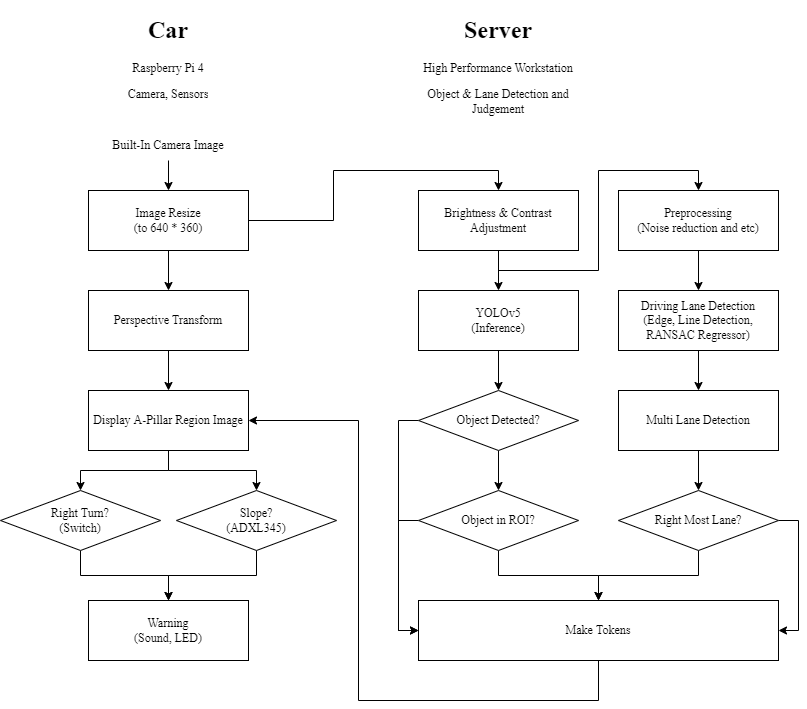 Car
Raspberry Pi 4
Camera, Sensors
Built-In Camera Image
Image Resize
(to 640 * 360)
Perspective Transform
Display A-Pillar Region Image
Right Turn?
(Switch)
Slope?
(ADXL345)
Warning
(Sound, LED)
Server
High Performance Workstation
Object & Lane Detection and
Judgement
Brightness & Contrast
Adjustment
YOLOv5
(Inference)
Object Detected?
Object in ROI?
Preprocessing
(Noise reduction and etc)
Driving Lane Detection
(Edge, Line Detection,
RANSAC Regressor)
Multi Lane Detection
Right Most Lane?
Make Tokens